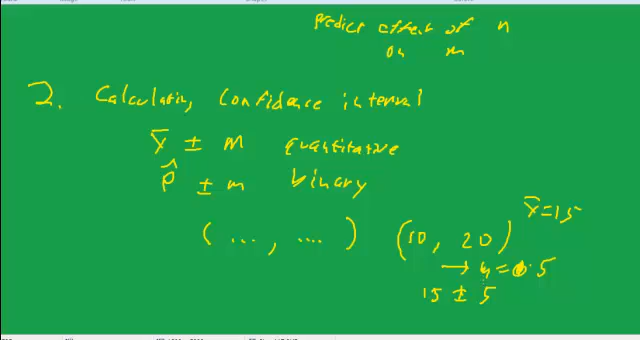 predict effect of n
on m
2. Calculating confidence interval
x̄ ± m quantitative
p̂ ± m binary
(..., ....) (10, 20) x̄=15
→ = 5
15 ± 5